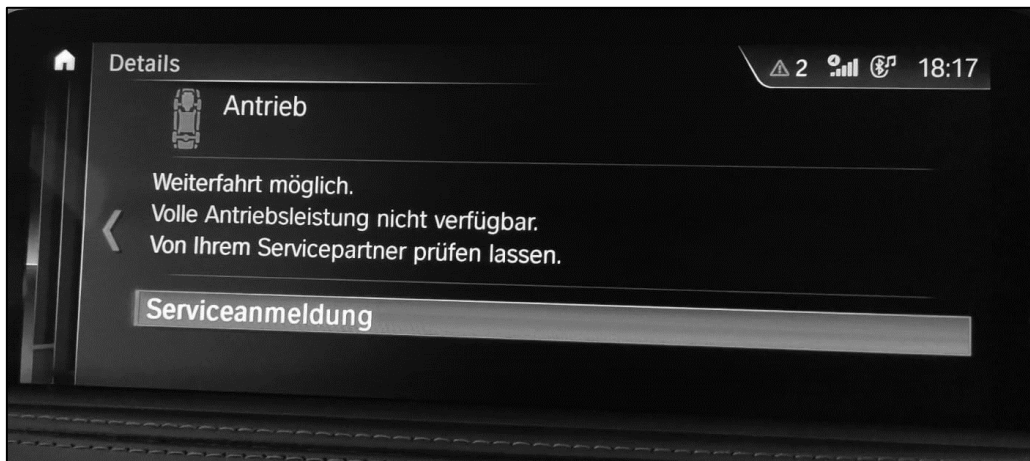 Details
2
18:17
Antrieb
Weiterfahrt möglich.
Volle Antriebsleistung nicht verfügbar.
Von Ihrem Servicepartner prüfen lassen.
Serviceanmeldung